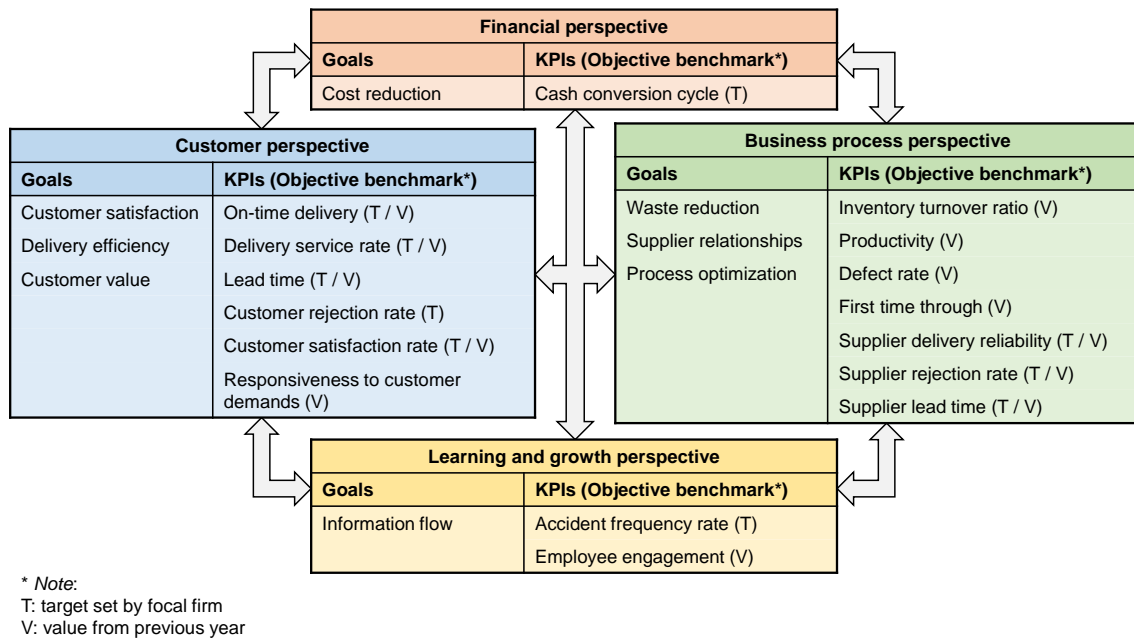 Financial perspective
Goals KPIs (Objective benchmark*)
Cost reduction Cash conversion cycle (T)
Customer perspective
Goals KPIs (Objective benchmark*)
Customer satisfaction On-time delivery (T / V)
Delivery efficiency Delivery service rate (T / V)
Customer value Lead time (T / V)
Customer rejection rate (T)
Customer satisfaction rate (T / V)
Responsiveness to customer
demands (V)
Business process perspective
Goals KPIs (Objective benchmark*)
Waste reduction Inventory turnover ratio (V)
Supplier relationships Productivity (V)
Process optimization Defect rate (V)
First time through (V)
Supplier delivery reliability (T / V)
Supplier rejection rate (T / V)
Supplier lead time (T / V)
Learning and growth perspective
Goals KPIs (Objective benchmark*)
Information flow Accident frequency rate (T)
Employee engagement (V)
* Note:
T: target set by focal firm
V: value from previous year